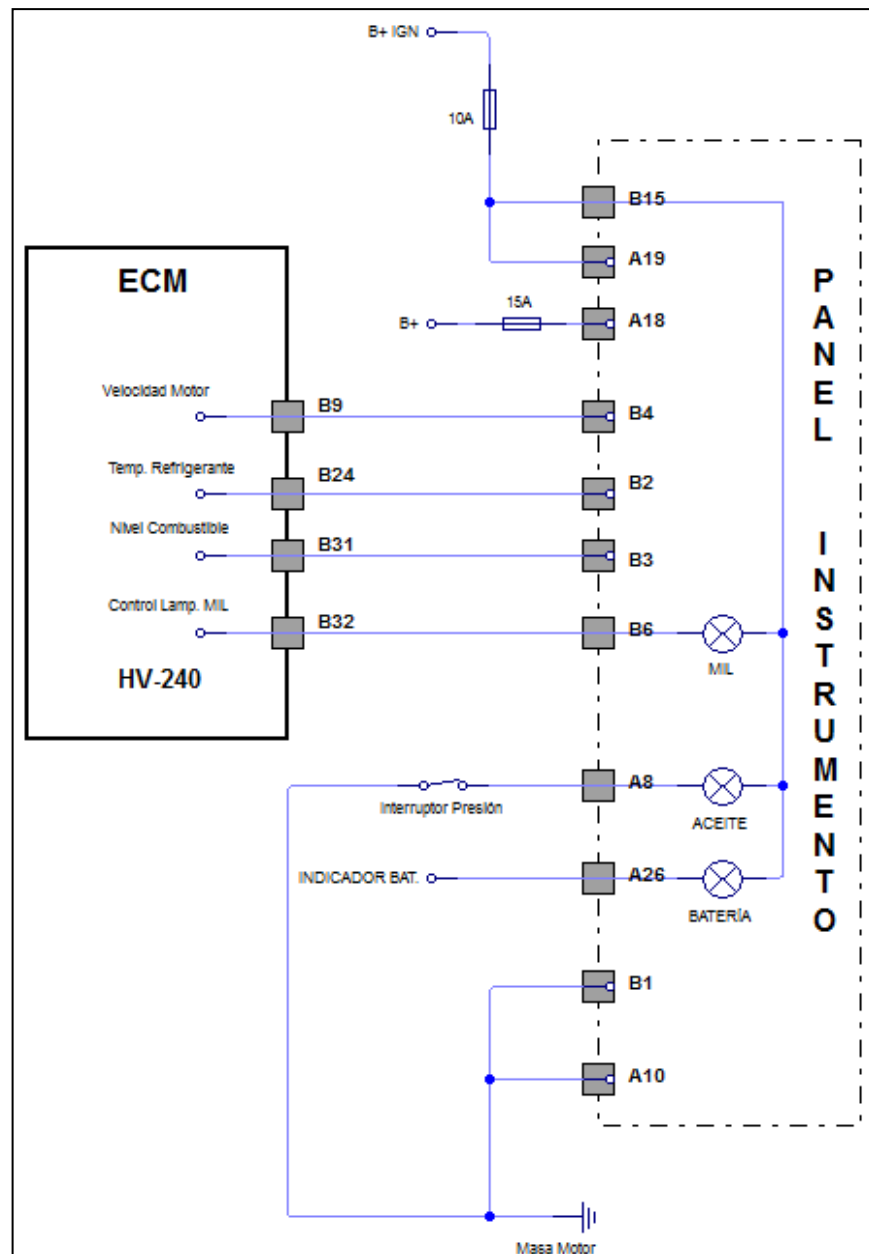 B+ IGN
10A
B15
A19
15A
B+
A18
ECM
Velocidad Motor
B9
B4
Temp. Refrigerante
B24
B2
Nivel Combustible
B31
B3
Control Lamp. MIL
B32
B6
MIL
HV-240
A8
Interruptor Presión
ACEITE
INDICADOR BAT.
A26
BATERÍA
B1
A10
Masa Motor
PANEL INSTRUMENTO